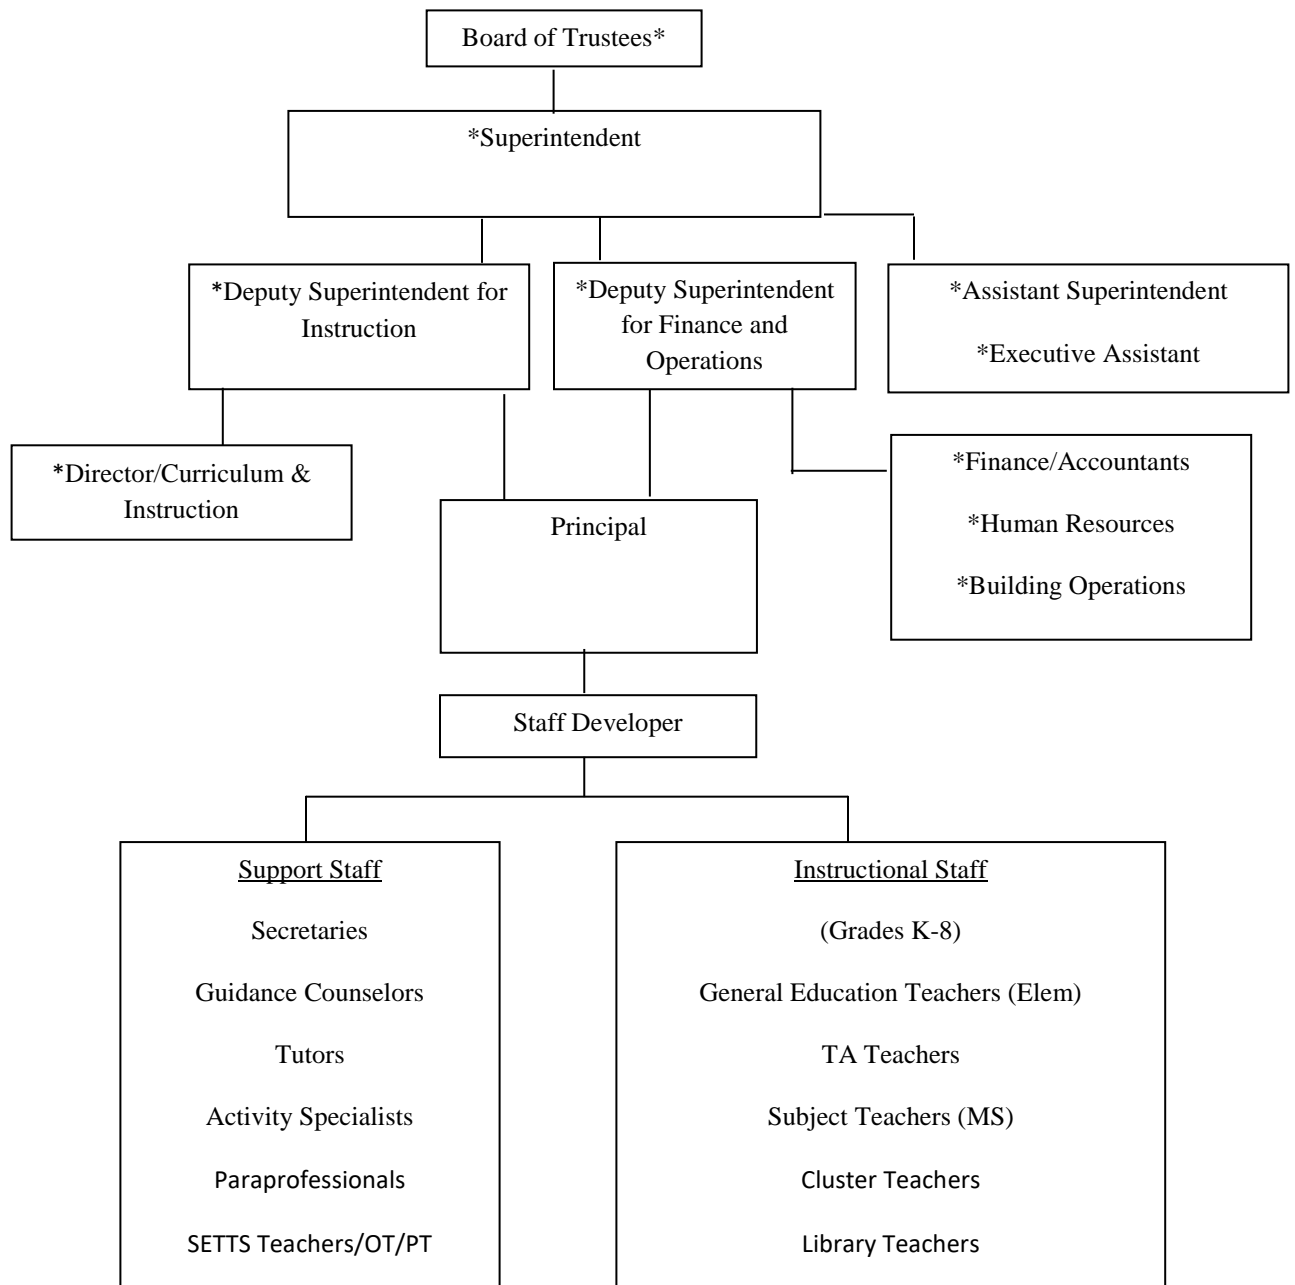 Board of Trustees*
*Superintendent
*Deputy Superintendent for
Instruction
*Deputy Superintendent
for Finance and
Operations
*Assistant Superintendent
*Executive Assistant
*Director/Curriculum &
Instruction
*Finance/Accountants
*Human Resources
*Building Operations
Principal
Staff Developer
Support Staff
Secretaries
Guidance Counselors
Tutors
Activity Specialists
Paraprofessionals
SETTS Teachers/OT/PT
Instructional Staff
(Grades K-8)
General Education Teachers (Elem)
TA Teachers
Subject Teachers (MS)
Cluster Teachers
Library Teachers